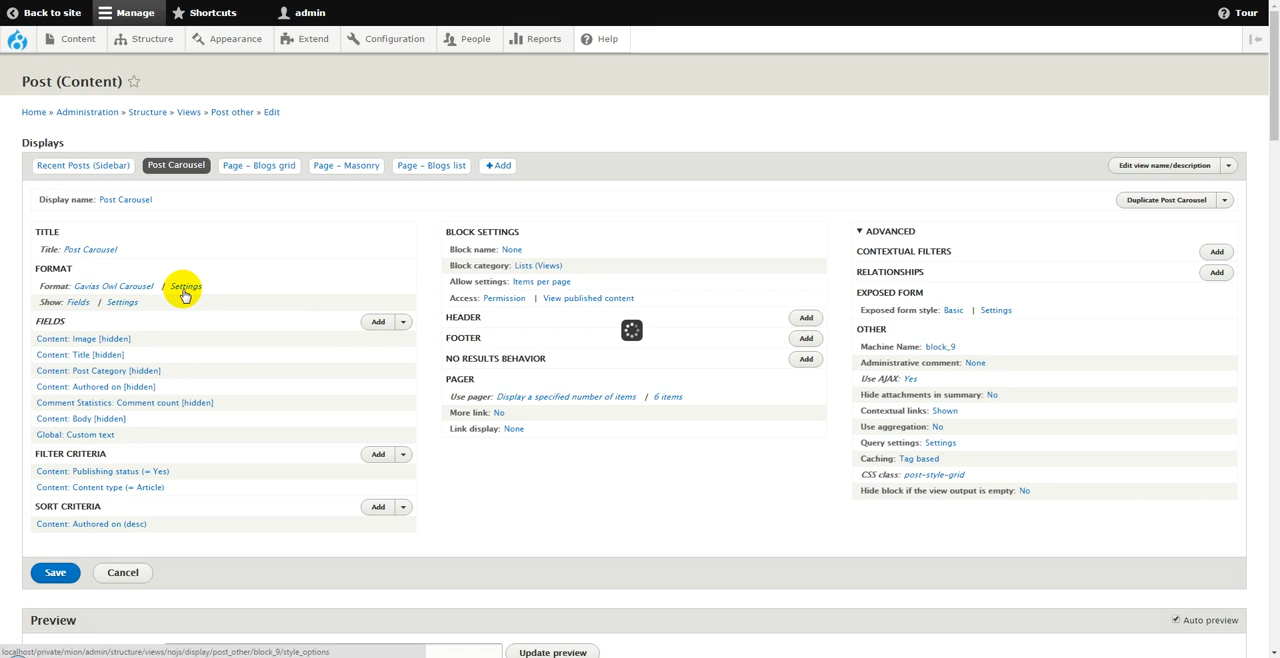 Back to site Manage Shortcuts admin Tour
Content Structure Appearance Extend Configuration People Reports Help
Post (Content)
Home » Administration » Structure » Views » Post other » Edit
Displays
Recent Posts (Sidebar) Post Carousel Page - Blogs grid Page - Masonry Page - Blogs list +Add Edit view name/description
Display name: Post Carousel Duplicate Post Carousel
TITLE
Title: Post Carousel
FORMAT
Format: Gavias Owl Carousel | Settings
Show: Fields | Settings
FIELDS Add
Content: Image [hidden]
Content: Title [hidden]
Content: Post Category [hidden]
Content: Authored on [hidden]
Comment Statistics: Comment count [hidden]
Content: Body [hidden]
Global: Custom text
FILTER CRITERIA Add
Content: Publishing status (= Yes)
Content: Content type (= Article)
SORT CRITERIA Add
Content: Authored on (desc)
BLOCK SETTINGS
Block name: None
Block category: Lists (Views)
Allow settings: Items per page
Access: Permission | View published content
HEADER Add
FOOTER Add
NO RESULTS BEHAVIOR Add
PAGER
Use pager: Display a specified number of items | 6 items
More link: No
Link display: None
▼ ADVANCED
CONTEXTUAL FILTERS Add
RELATIONSHIPS Add
EXPOSED FORM
Exposed form style: Basic | Settings
OTHER
Machine Name: block_9
Administrative comment: None
Use AJAX: Yes
Hide attachments in summary: No
Contextual links: Shown
Use aggregation: No
Query settings: Settings
Caching: Tag based
CSS class: post-style-grid
Hide block if the view output is empty: No
Save Cancel
Preview Auto preview
localhost/private/mion/admin/structure/views/nojs/display/post_other/block_9/style_options Update preview